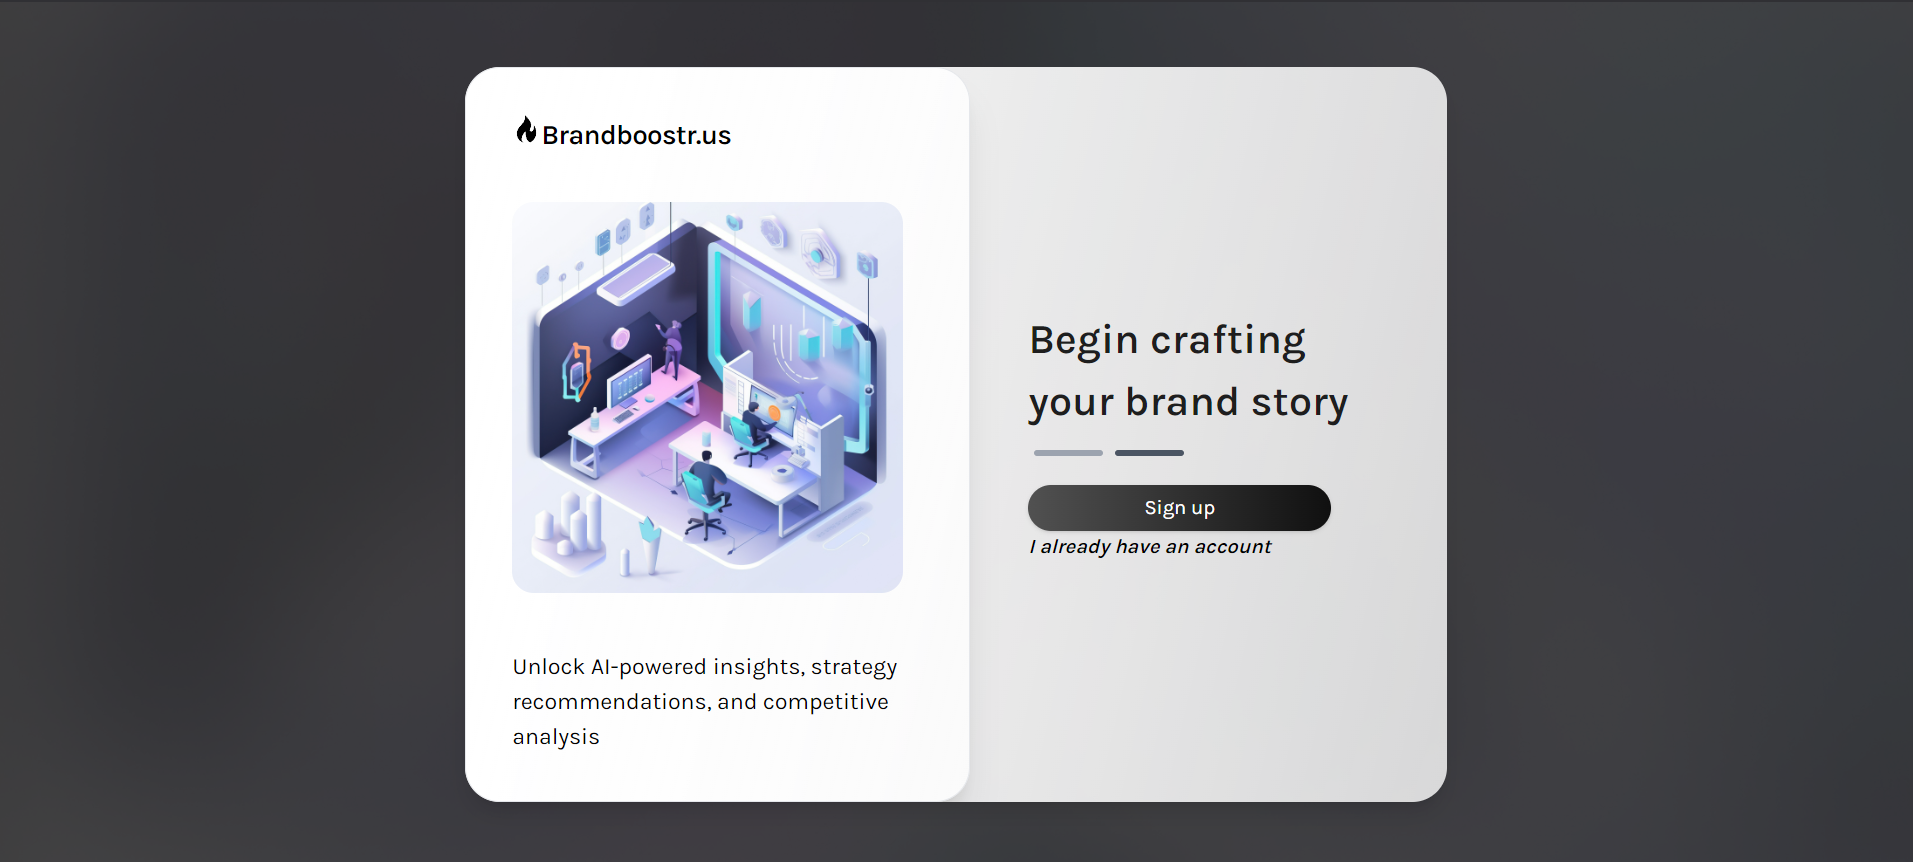 Brandboostr.us
Unlock AI-powered insights, strategy
recommendations, and competitive
analysis
Begin crafting
your brand story
Sign up
I already have an account